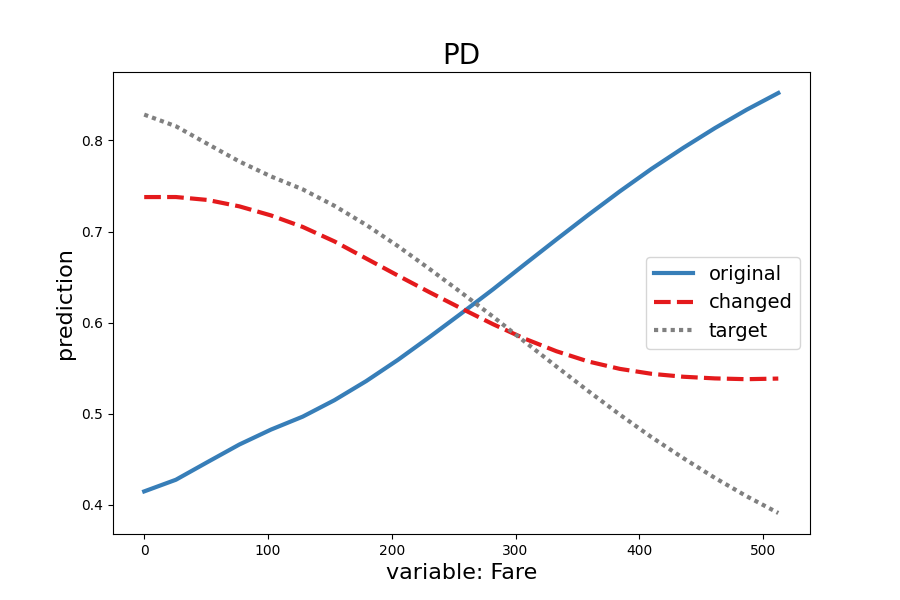 PD
prediction
0.8
0.7
0.6
0.5
0.4
original
changed
target
0 100 200 300 400 500
variable: Fare